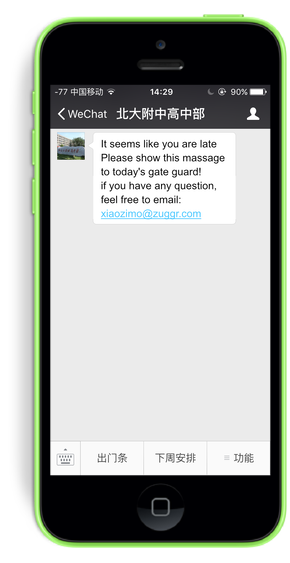 -77 中国移动 14:29 90%
WeChat 北大附中高中部
It seems like you are late
Please show this massage
to today's gate guard!
if you have any question,
feel free to email:
xiaozimo@zuggr.com
出门条 下周安排 功能